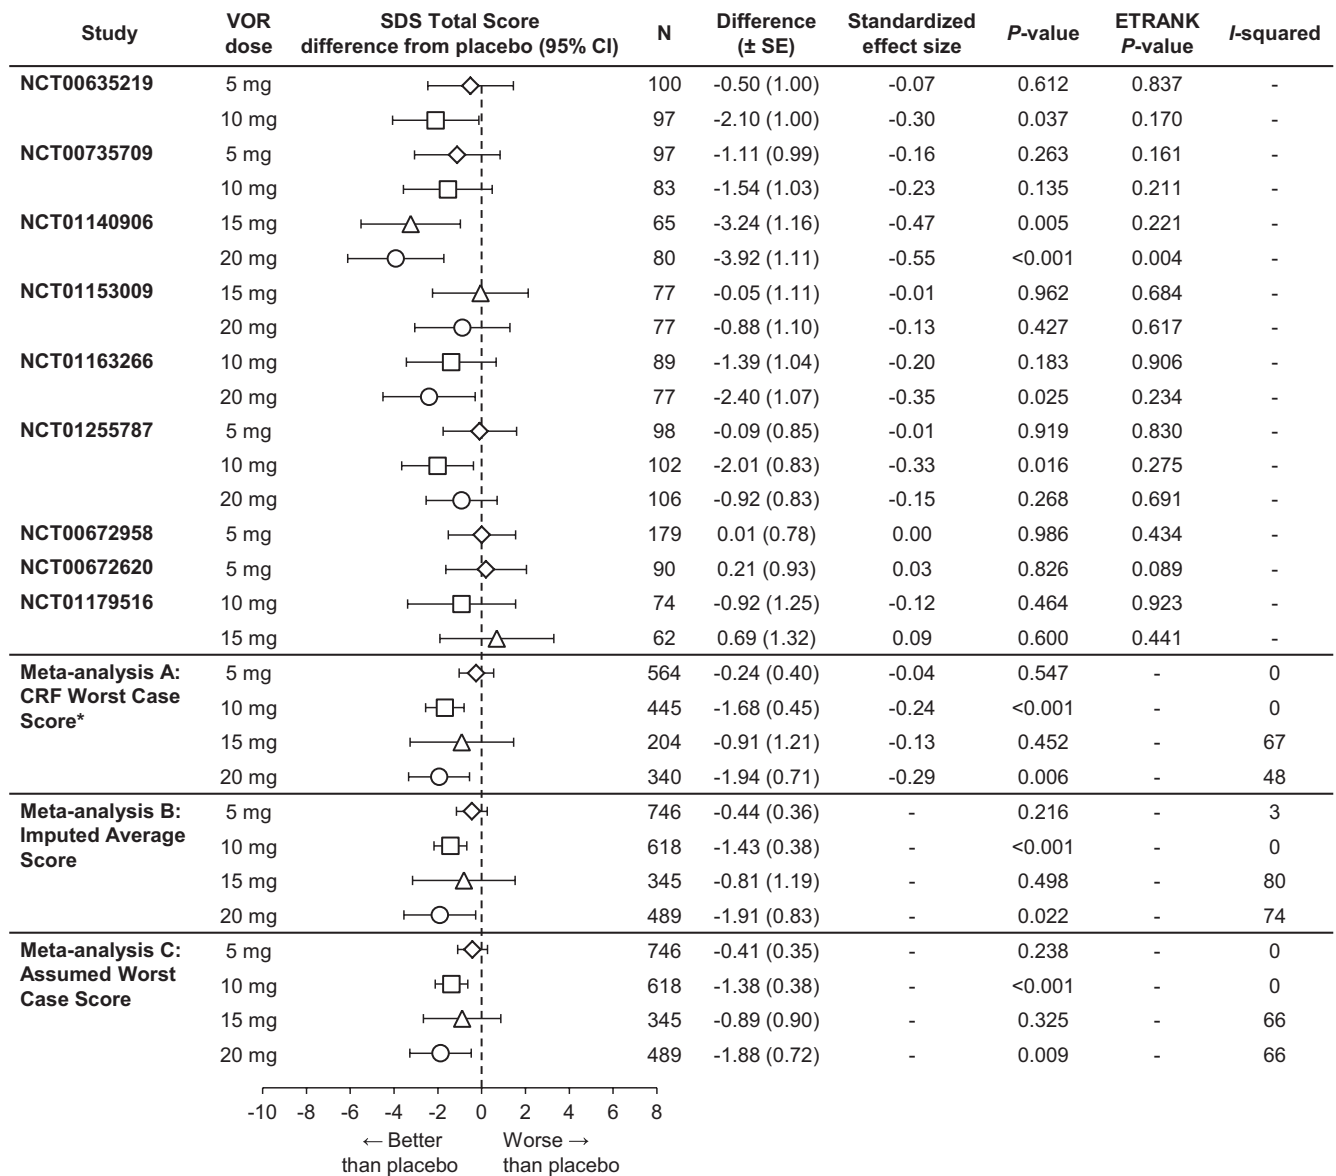 Study VOR dose SDS Total Score difference from placebo (95% CI) N Difference (± SE) Standardized effect size P-value ETRANK P-value I-squared
NCT00635219 5 mg 100 -0.50 (1.00) -0.07 0.612 0.837 -
10 mg 97 -2.10 (1.00) -0.30 0.037 0.170 -
NCT00735709 5 mg 97 -1.11 (0.99) -0.16 0.263 0.161 -
10 mg 83 -1.54 (1.03) -0.23 0.135 0.211 -
NCT01140906 15 mg 65 -3.24 (1.16) -0.47 0.005 0.221 -
20 mg 80 -3.92 (1.11) -0.55 <0.001 0.004 -
NCT01153009 15 mg 77 -0.05 (1.11) -0.01 0.962 0.684 -
20 mg 77 -0.88 (1.10) -0.13 0.427 0.617 -
NCT01163266 10 mg 89 -1.39 (1.04) -0.20 0.183 0.906 -
20 mg 77 -2.40 (1.07) -0.35 0.025 0.234 -
NCT01255787 5 mg 98 -0.09 (0.85) -0.01 0.919 0.830 -
10 mg 102 -2.01 (0.83) -0.33 0.016 0.275 -
20 mg 106 -0.92 (0.83) -0.15 0.268 0.691 -
NCT00672958 5 mg 179 0.01 (0.78) 0.00 0.986 0.434 -
NCT00672620 5 mg 90 0.21 (0.93) 0.03 0.826 0.089 -
NCT01179516 10 mg 74 -0.92 (1.25) -0.12 0.464 0.923 -
15 mg 62 0.69 (1.32) 0.09 0.600 0.441 -
Meta-analysis A: 5 mg 564 -0.24 (0.40) -0.04 0.547 - 0
CRF Worst Case
Score* 10 mg 445 -1.68 (0.45) -0.24 <0.001 - 0
15 mg 204 -0.91 (1.21) -0.13 0.452 - 67
20 mg 340 -1.94 (0.71) -0.29 0.006 - 48
Meta-analysis B: 5 mg 746 -0.44 (0.36) - 0.216 - 3
Imputed Average
Score 10 mg 618 -1.43 (0.38) - <0.001 - 0
15 mg 345 -0.81 (1.19) - 0.498 - 80
20 mg 489 -1.91 (0.83) - 0.022 - 74
Meta-analysis C: 5 mg 746 -0.41 (0.35) - 0.238 - 0
Assumed Worst
Case Score 10 mg 618 -1.38 (0.38) - <0.001 - 0
15 mg 345 -0.89 (0.90) - 0.325 - 66
20 mg 489 -1.88 (0.72) - 0.009 - 66
-10 -8 -6 -4 -2 0 2 4 6 8
← Better Worse →
than placebo than placebo